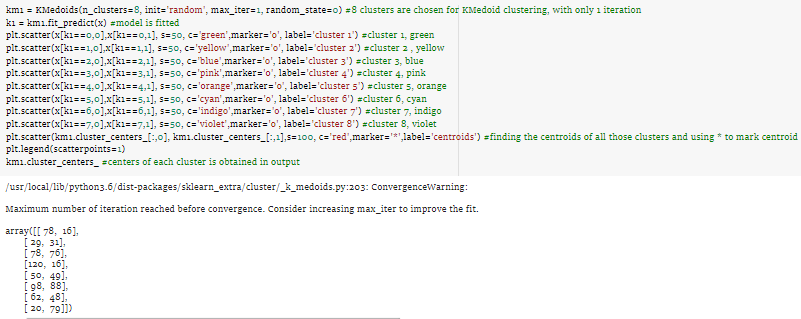 km1 = KMedoids(n_clusters=8, init='random', max_iter=1, random_state=0) #8 clusters are chosen for KMedoid clustering, with only 1 iteration
k1 = km1.fit_predict(x) #model is fitted
plt.scatter(x[k1==0,0],x[k1==0,1], s=50, c='green',marker='o', label='cluster 1') #cluster 1, green
plt.scatter(x[k1==1,0],x[k1==1,1], s=50, c='yellow',marker='o', label='cluster 2') #cluster 2 , yellow
plt.scatter(x[k1==2,0],x[k1==2,1], s=50, c='blue',marker='o', label='cluster 3') #cluster 3, blue
plt.scatter(x[k1==3,0],x[k1==3,1], s=50, c='pink',marker='o', label='cluster 4') #cluster 4, pink
plt.scatter(x[k1==4,0],x[k1==4,1], s=50, c='orange',marker='o', label='cluster 5') #cluster 5, orange
plt.scatter(x[k1==5,0],x[k1==5,1], s=50, c='cyan',marker='o', label='cluster 6') #cluster 6, cyan
plt.scatter(x[k1==6,0],x[k1==6,1], s=50, c='indigo',marker='o', label='cluster 7') #cluster 7, indigo
plt.scatter(x[k1==7,0],x[k1==7,1], s=50, c='violet',marker='o', label='cluster 8') #cluster 8, violet
plt.scatter(km1.cluster_centers_[:,0], km1.cluster_centers_[:,1],s=100, c='red',marker='*',label='centroids') #finding the centroids of all those clusters and using * to mark centroid
plt.legend(scatterpoints=1)
km1.cluster_centers_ #centers of each cluster is obtained in output
/usr/local/lib/python3.6/dist-packages/sklearn_extra/cluster/_k_medoids.py:203: ConvergenceWarning:
Maximum number of iteration reached before convergence. Consider increasing max_iter to improve the fit.
array([[ 78, 16],
[ 29, 31],
[ 78, 76],
[120, 16],
[ 50, 49],
[ 98, 88],
[ 62, 48],
[ 20, 79]])